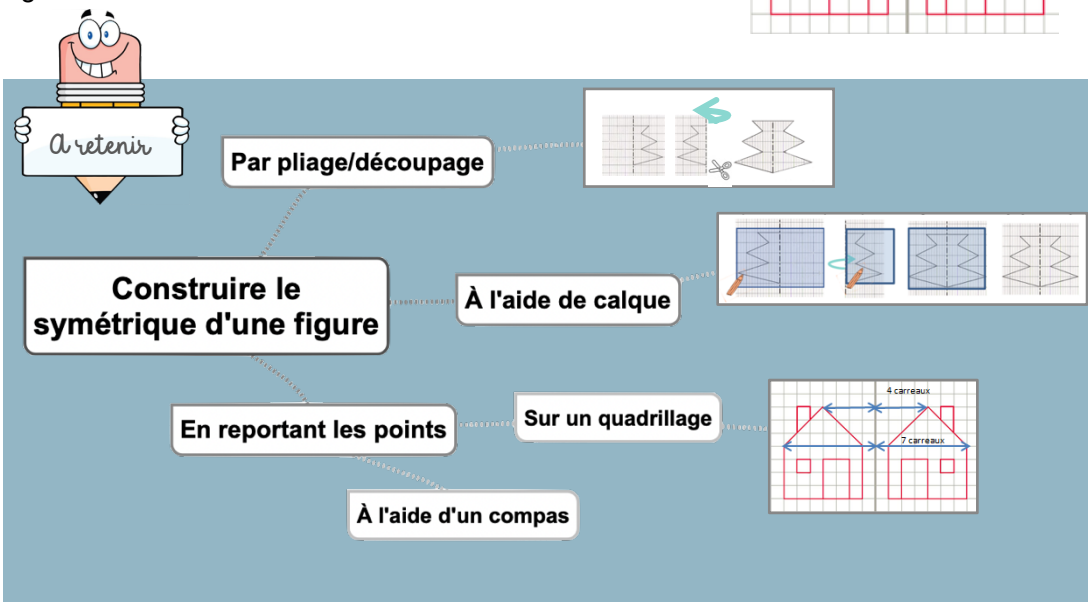 a retenir
Par pliage/découpage
Construire le
symétrique d'une figure
À l'aide de calque
En reportant les points
Sur un quadrillage
4 carreaux
7 carreaux
À l'aide d'un compas